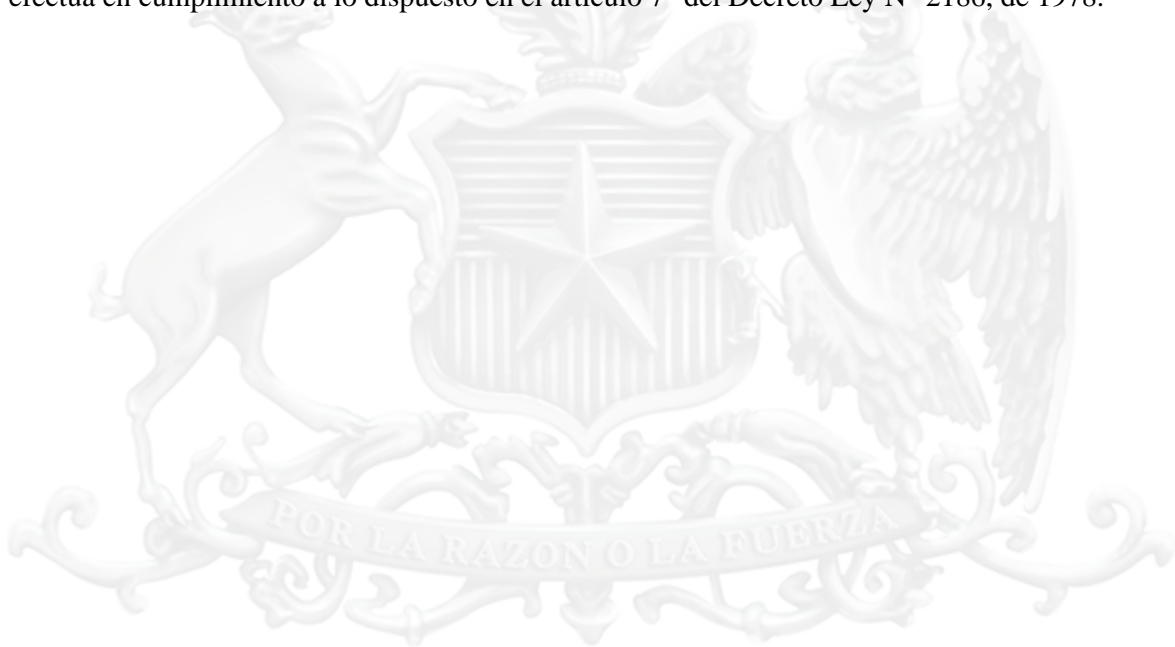 efectúa en cumplimiento a lo dispuesto en el artículo 7° del Decreto Ley N° 2186, de 1978.
POR LA RAZON O LA FUERZA